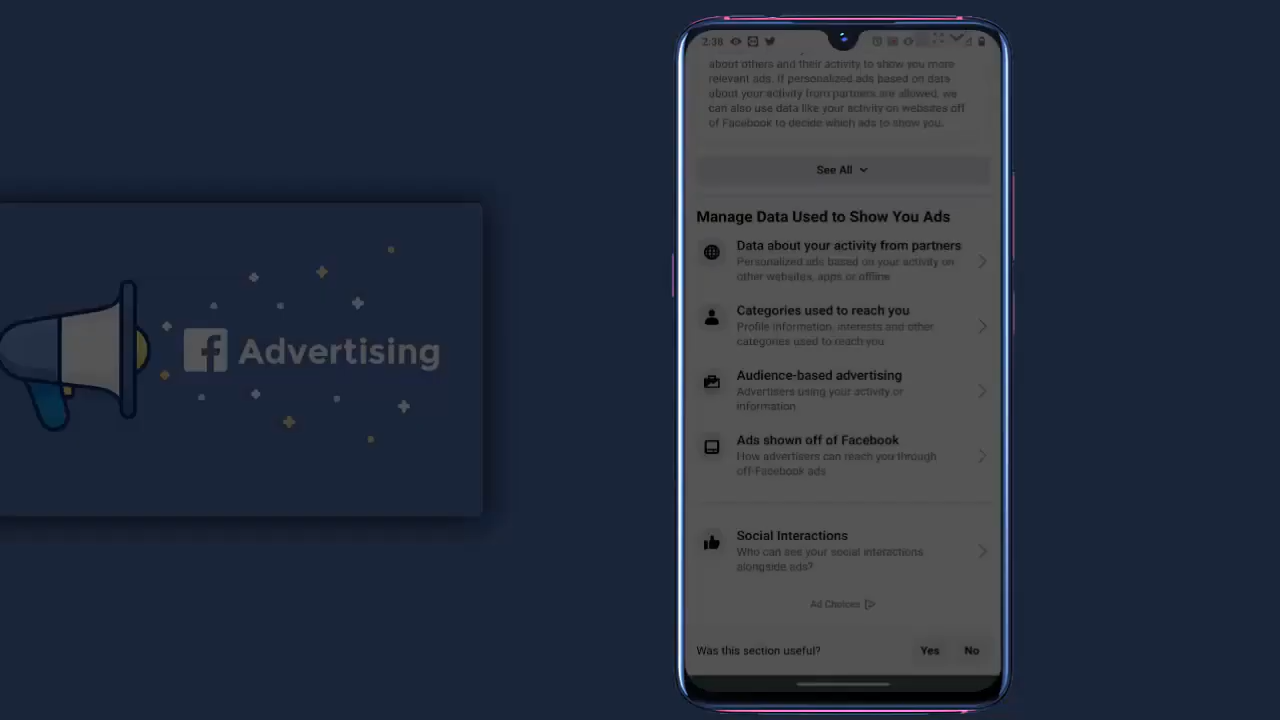 Advertising
2:36
about others and their activity to show you more
relevant ads. If personalized ads based on data
about your activity from partners are allowed, we
can also use data like your activity on websites off
of Facebook to decide which ads to show you.
See All
Manage Data Used to Show You Ads
Data about your activity from partners
Personalized ads based on your activity on
other websites, apps or offline
Categories used to reach you
Profile information, interests and other
categories used to reach you
Audience-based advertising
Advertisers using your activity or
information
Ads shown off of Facebook
How advertisers can reach you through
off-Facebook ads
Social Interactions
Who can see your social interactions
alongside ads?
Ad Choices
Was this section useful?
Yes No